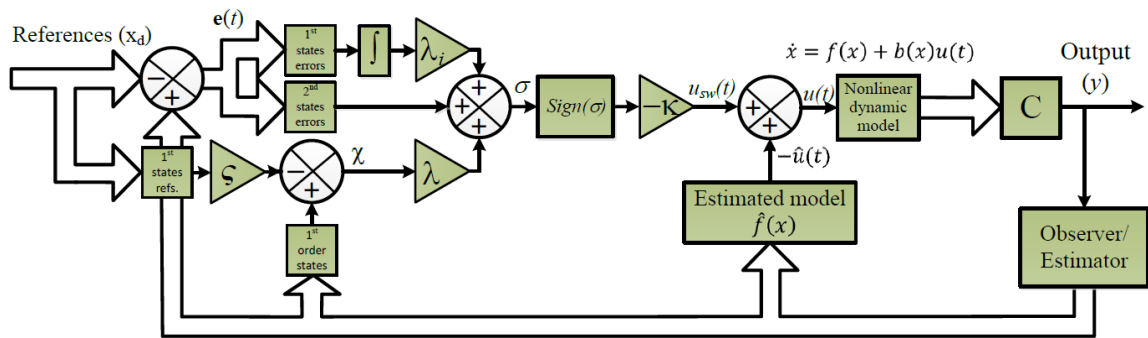 References (x_d)
e(t)
1st
states
errors
∫
λ_i
2nd
states
errors
−
+
+
+
+
σ
Sign(σ)
−κ
u_sw(t)
+
+
u(t)
ẋ = f(x) + b(x)u(t)
Nonlinear
dynamic
model
C
Output
(y)
1st
states
refs.
ς
−
+
χ
λ
1st
order
states
−û(t)
Estimated model
f̂(x)
Observer/
Estimator